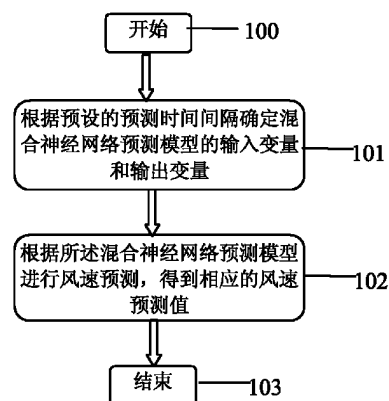 开始
100
根据预设的预测时间间隔确定混
合神经网络预测模型的输入变量
和输出变量
101
根据所述混合神经网络预测模型
进行风速预测，得到相应的风速
预测值
102
结束
103